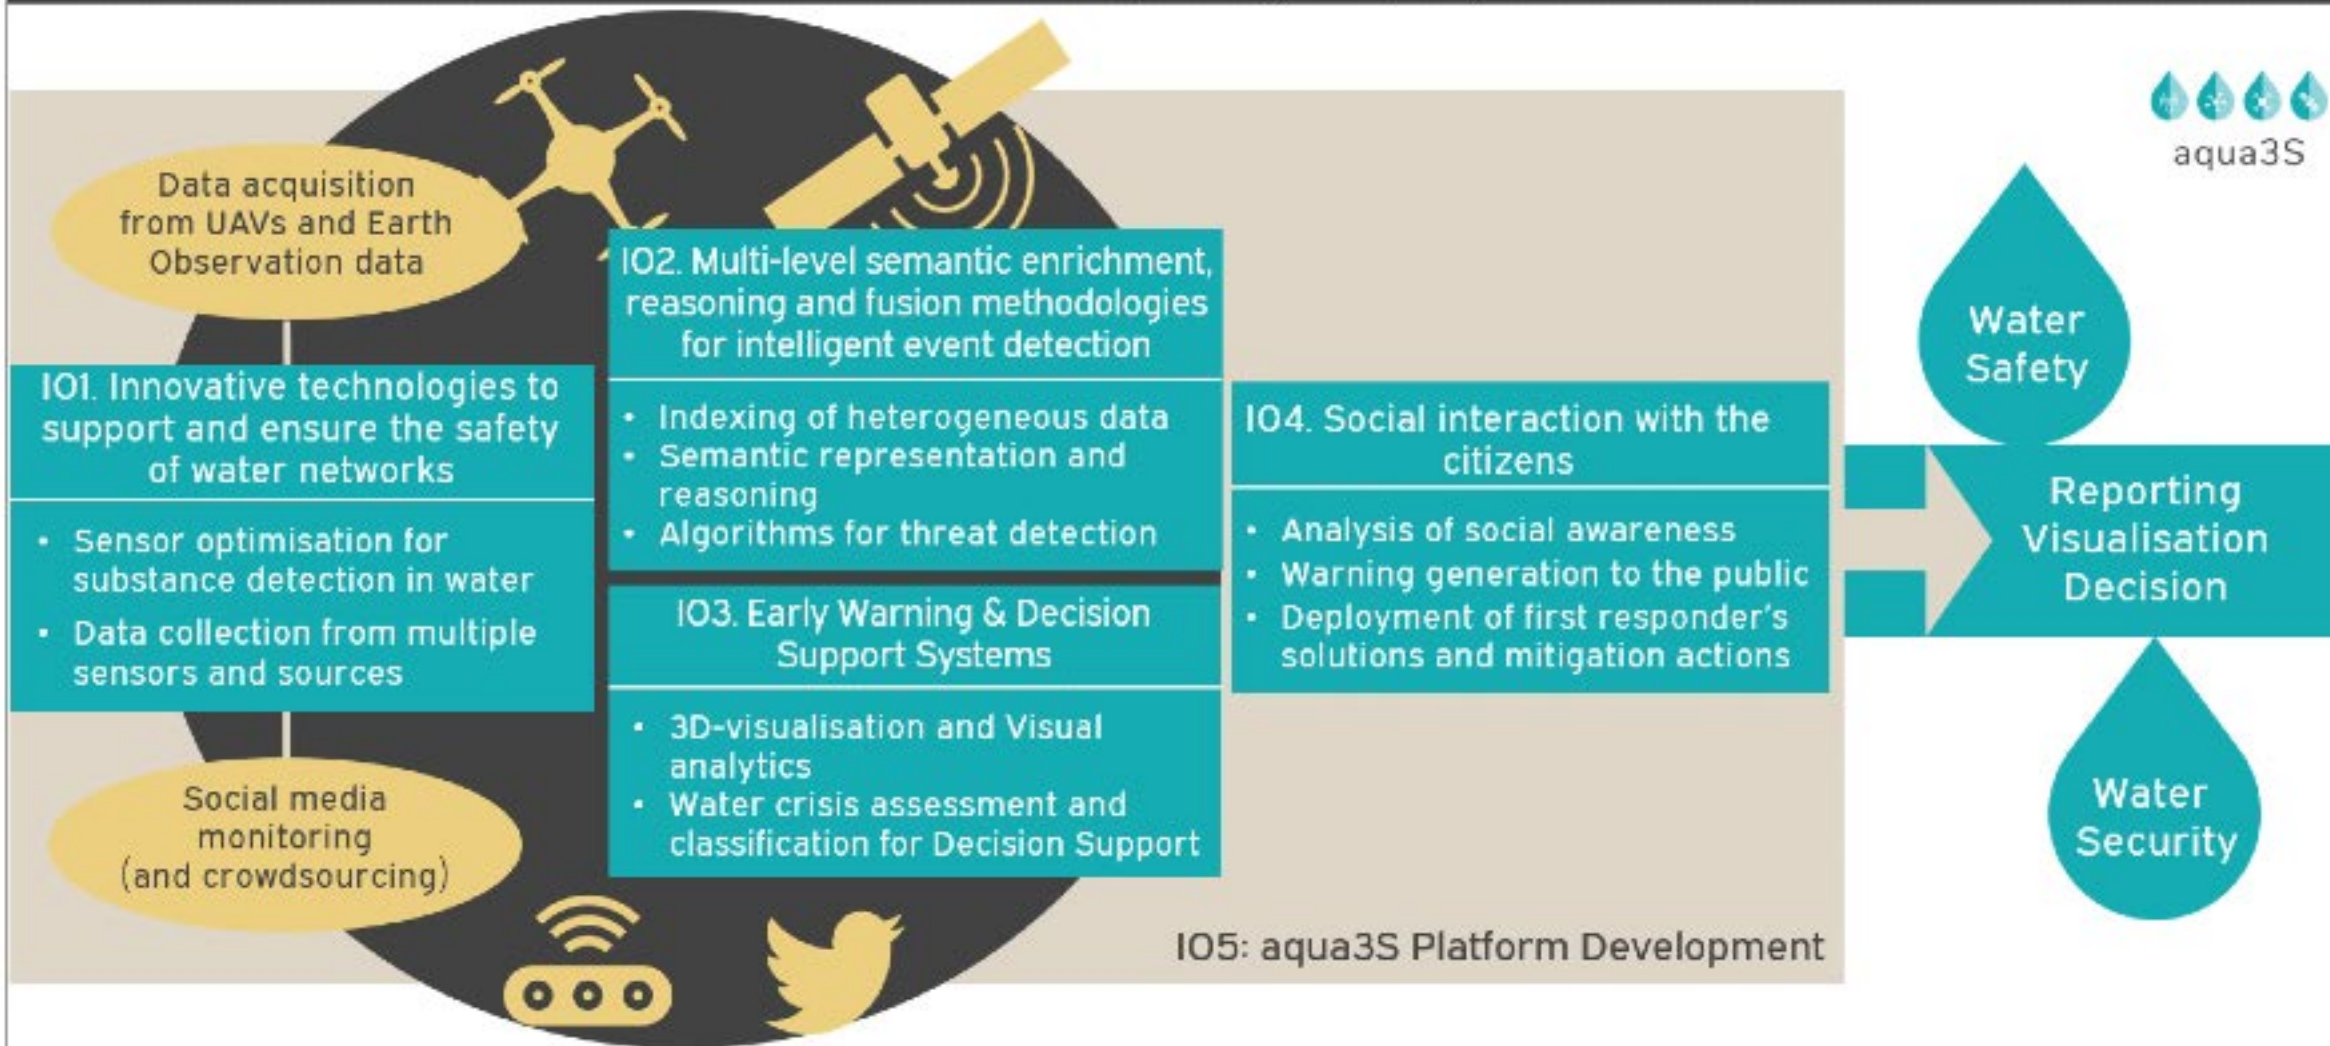 aqua3S
Data acquisition
from UAVs and Earth
Observation data
IO1. Innovative technologies to
support and ensure the safety
of water networks
• Sensor optimisation for
substance detection in water
• Data collection from multiple
sensors and sources
Social media
monitoring
(and crowdsourcing)
IO2. Multi-level semantic enrichment,
reasoning and fusion methodologies
for intelligent event detection
• Indexing of heterogeneous data
• Semantic representation and
reasoning
• Algorithms for threat detection
IO3. Early Warning & Decision
Support Systems
• 3D-visualisation and Visual
analytics
• Water crisis assessment and
classification for Decision Support
IO4. Social interaction with the
citizens
• Analysis of social awareness
• Warning generation to the public
• Deployment of first responder's
solutions and mitigation actions
IO5: aqua3S Platform Development
Water
Safety
Reporting
Visualisation
Decision
Water
Security